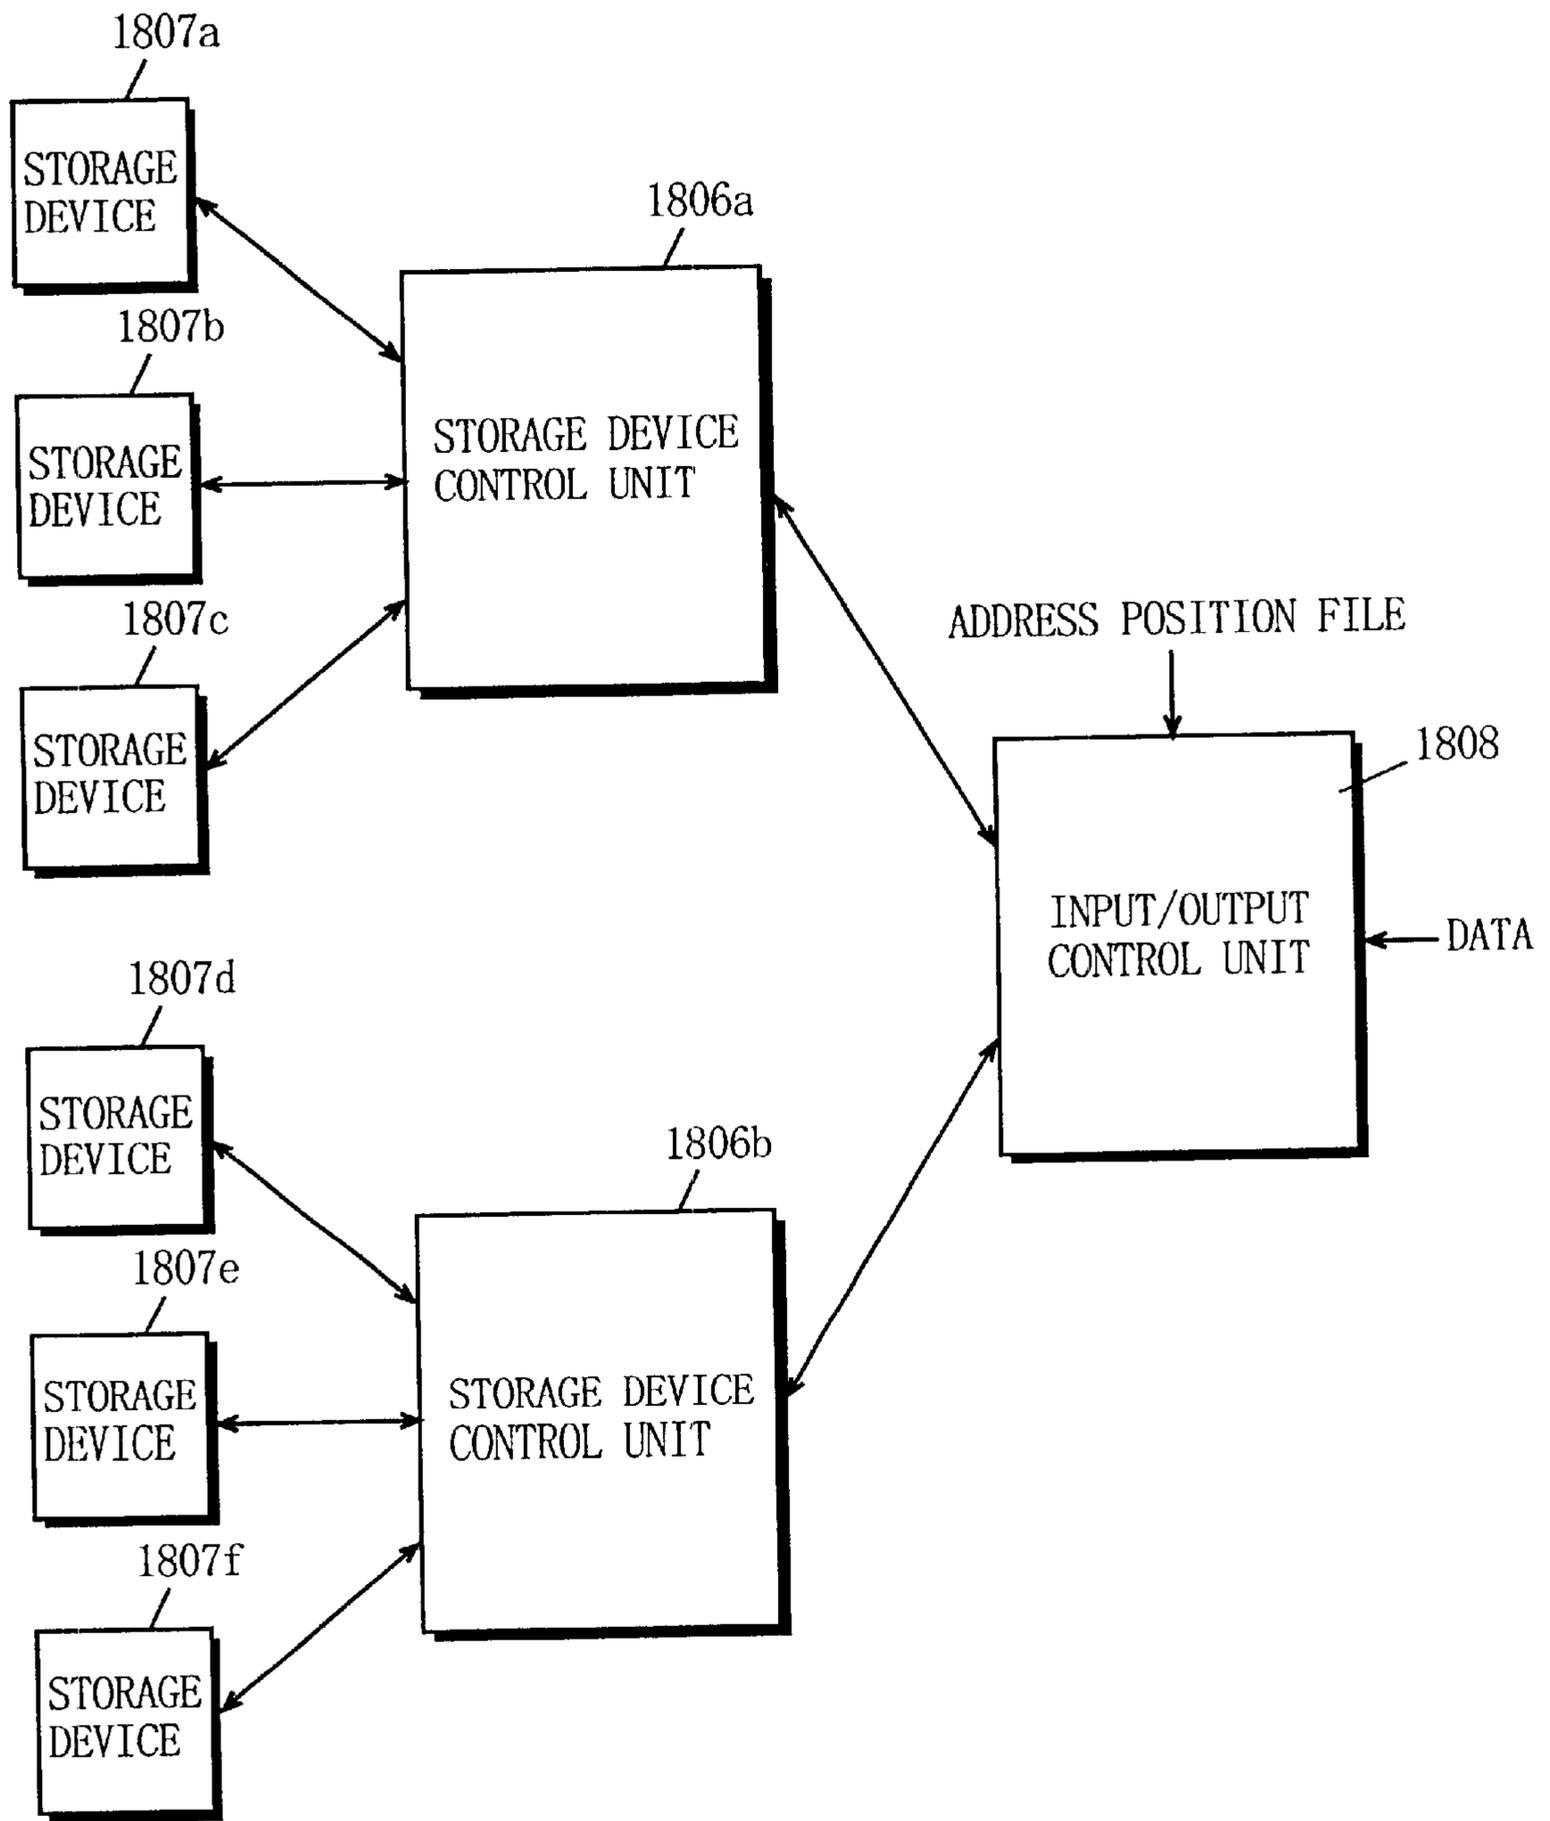 1807a
STORAGE
DEVICE
1806a
1807b
STORAGE DEVICE
CONTROL UNIT
STORAGE
DEVICE
1807c
ADDRESS POSITION FILE
STORAGE
DEVICE
1808
INPUT/OUTPUT
CONTROL UNIT
DATA
1807d
STORAGE
DEVICE
1806b
1807e
STORAGE DEVICE
CONTROL UNIT
STORAGE
DEVICE
1807f
STORAGE
DEVICE